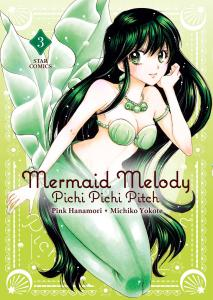 3
STAR COMICS
Mermaid Melody
Pichi Pichi Pitch
Pink Hanamori • Michiko Yokote